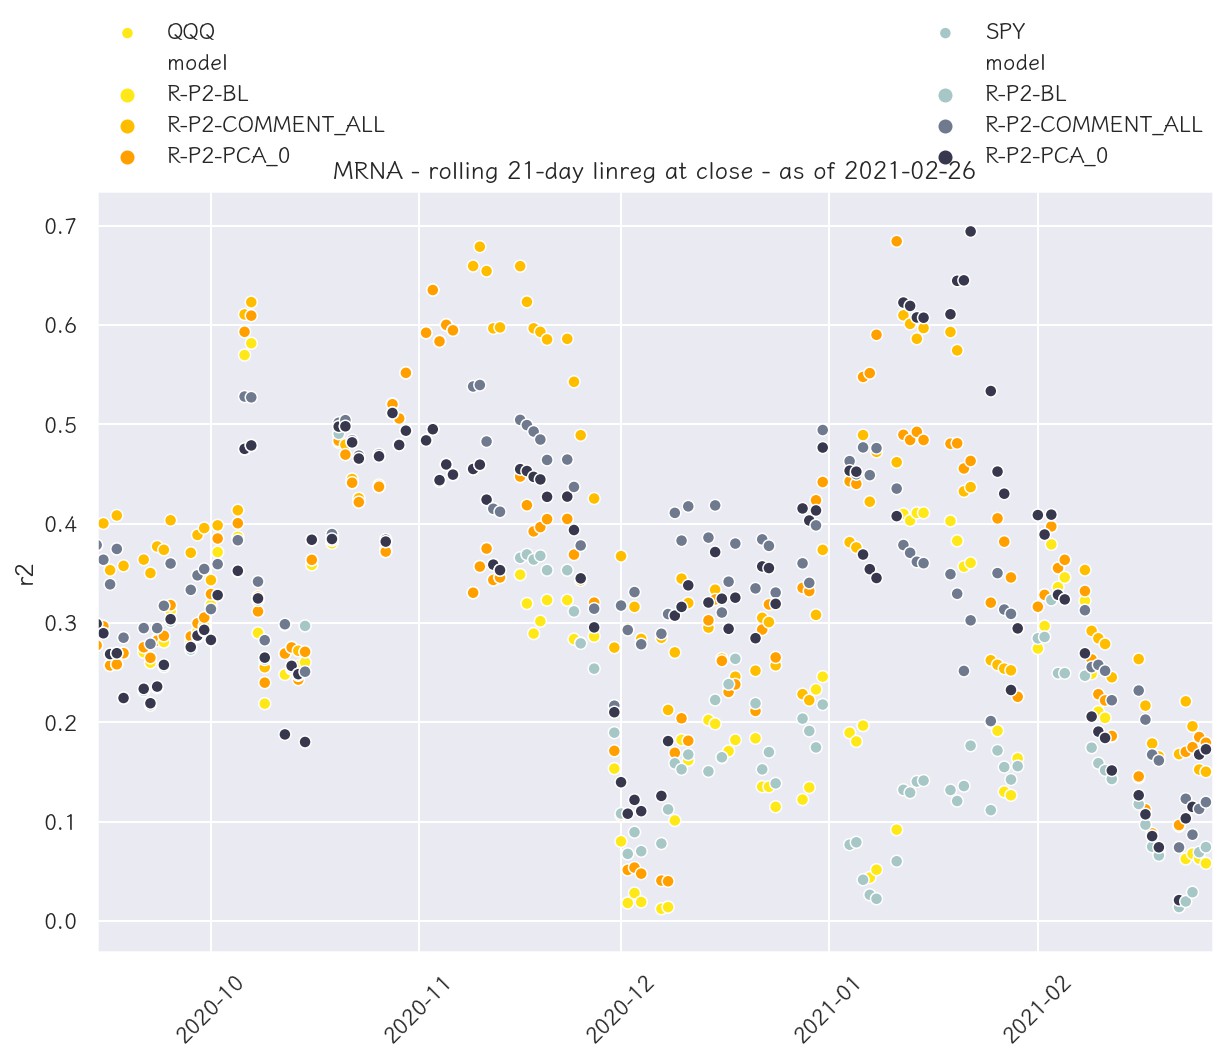 QQQ
model
R-P2-BL
R-P2-COMMENT_ALL
R-P2-PCA_0
SPY
model
R-P2-BL
R-P2-COMMENT_ALL
R-P2-PCA_0
MRNA - rolling 21-day linreg at close - as of 2021-02-26
0.7
0.6
0.5
0.4
0.3
0.2
0.1
0.0
r2
2020-10
2020-11
2020-12
2021-01
2021-02